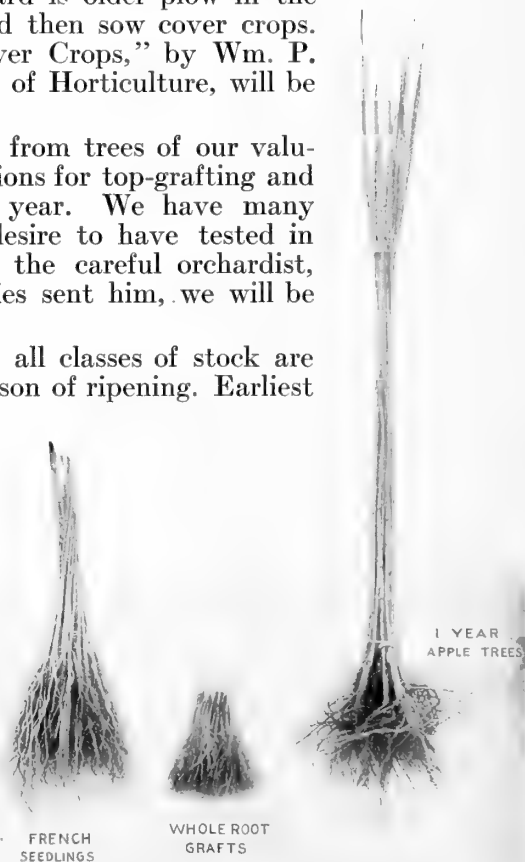 ard is older plow in the
d then sow cover crops.
ver Crops," by Wm. P.
of Horticulture, will be
from trees of our valu-
ions for top-grafting and
year. We have many
lesire to have tested in
the careful orchardist,
ies sent him, we will be
all classes of stock are
son of ripening. Earliest
1 YEAR
APPLE TREES
FRENCH
SEEDLINGS
WHOLE ROOT
GRAFTS